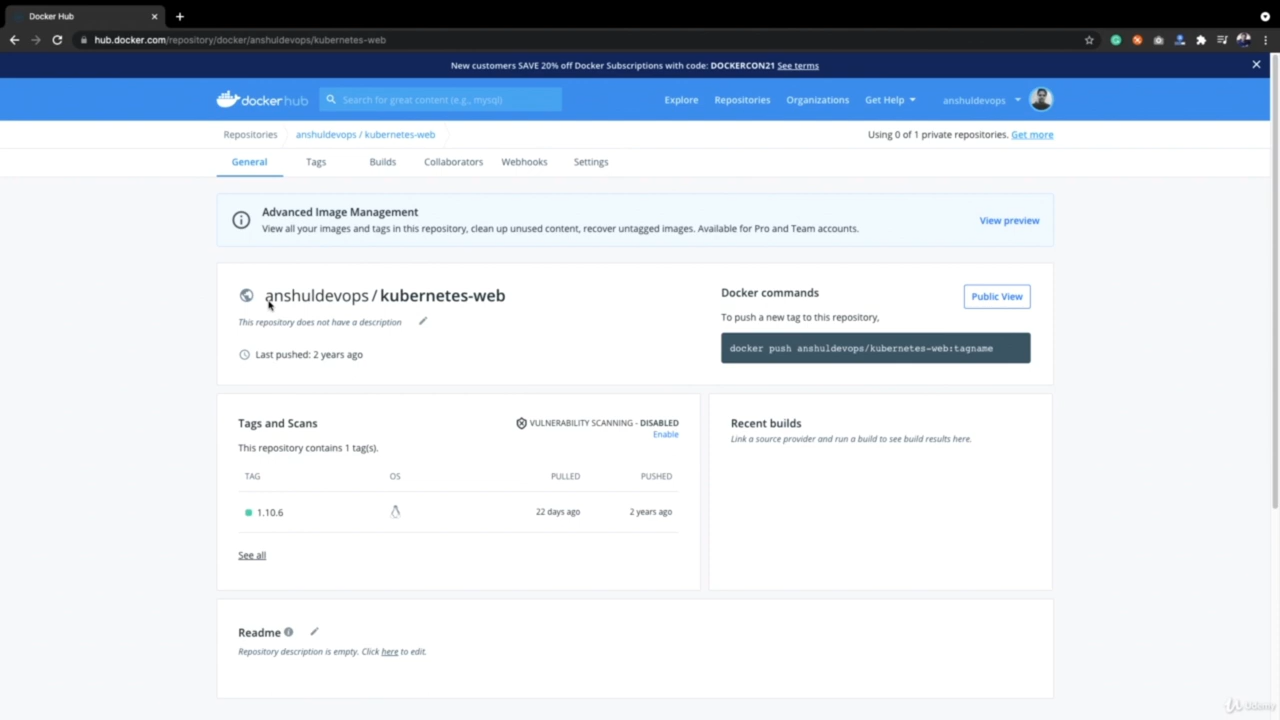 Docker Hub
hub.docker.com/repository/docker/anshuldevops/kubernetes-web
New customers SAVE 20% off Docker Subscriptions with code: DOCKERCON21 See terms
docker hub
Search for great content (e.g., mysql)
Explore
Repositories
Organizations
Get Help
anshuldevops
Repositories
anshuldevops / kubernetes-web
Using 0 of 1 private repositories. Get more
General
Tags
Builds
Collaborators
Webhooks
Settings
Advanced Image Management
View all your images and tags in this repository, clean up unused content, recover untagged images. Available for Pro and Team accounts.
View preview
anshuldevops / kubernetes-web
This repository does not have a description
Last pushed: 2 years ago
Docker commands
Public View
To push a new tag to this repository,
docker push anshuldevops/kubernetes-web:tagname
Tags and Scans
VULNERABILITY SCANNING - DISABLED
Enable
This repository contains 1 tag(s).
TAG
OS
PULLED
PUSHED
1.10.6
22 days ago
2 years ago
See all
Recent builds
Link a source provider and run a build to see build results here.
Readme
Repository description is empty. Click here to edit.
Udemy